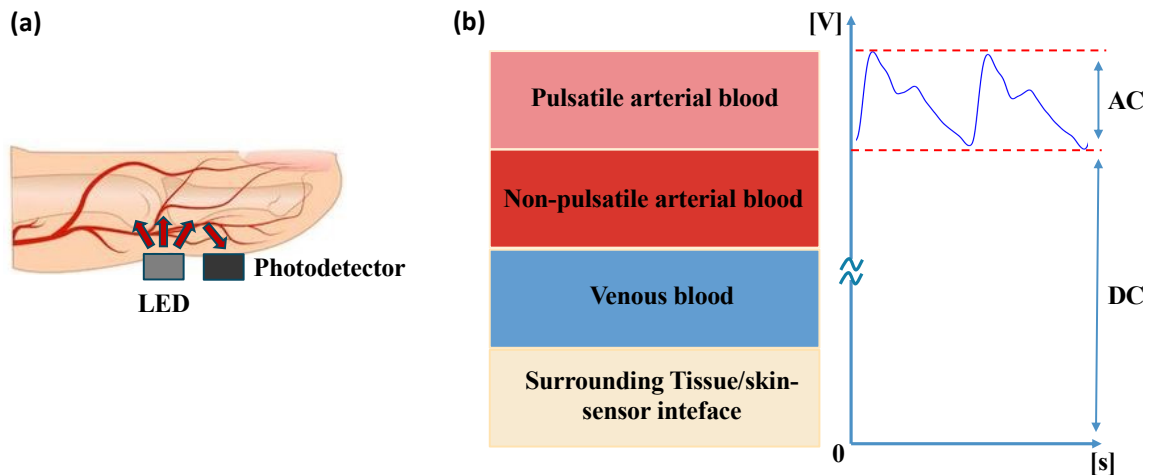 (a)
Photodetector
LED
(b)
Pulsatile arterial blood
Non-pulsatile arterial blood
Venous blood
Surrounding Tissue/skin-
sensor inteface
[V]
AC
DC
0
[s]